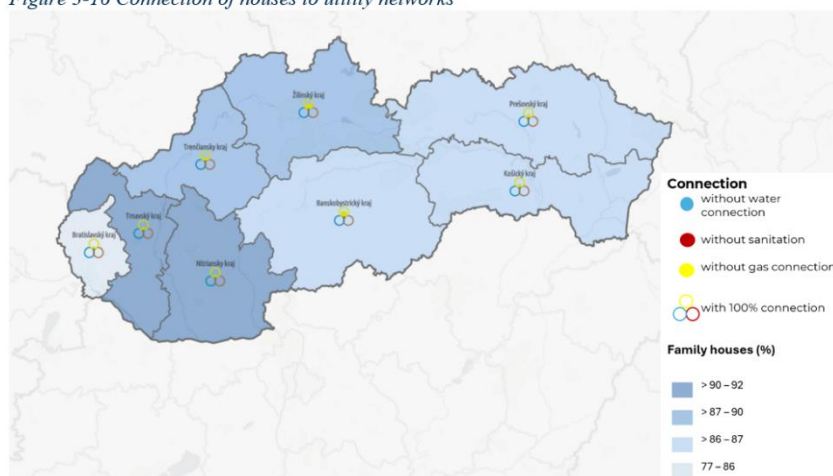 Figure 3-10 Connection of houses to utility networks
Žilinský kraj
Prešovský kraj
Trenčiansky kraj
Košický kraj
Banskobystrický kraj
Trnavský kraj
Bratislavský kraj
Nitriansky kraj
Connection
without water
connection
without sanitation
without gas connection
with 100% connection
Family houses (%)
> 90 – 92
> 87 – 90
> 86 – 87
77 – 86